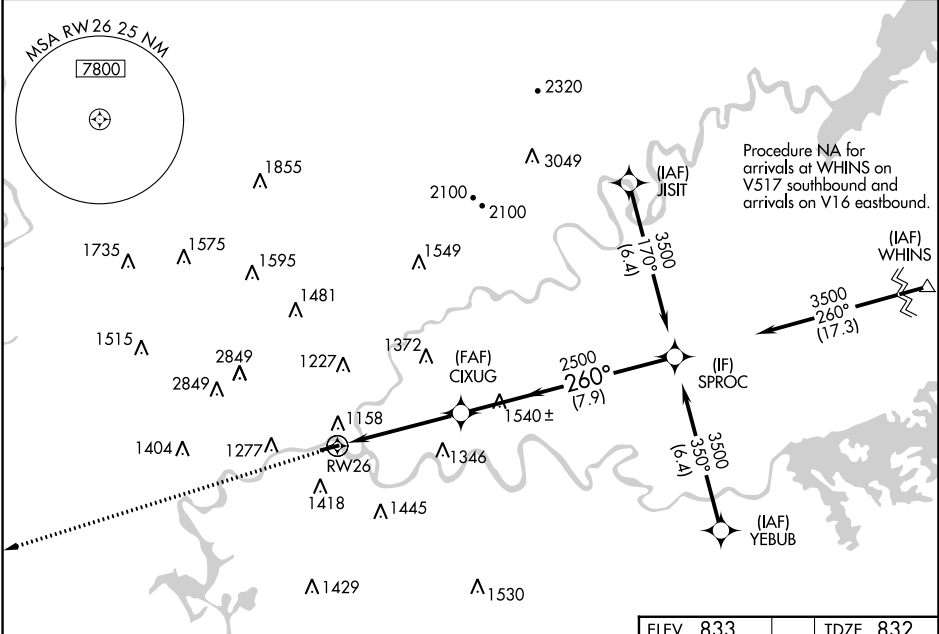 MSA RW 26 25 NM
7800
2320
3049
1855
2100
2100
(IAF)
JISIT
Procedure NA for
arrivals at WHINS on
V517 southbound and
arrivals on V16 eastbound.
1735
1575
1595
1549
3500
170°
(6.4)
(IAF)
WHINS
1481
3500
260°
(17.3)
1515
2849
2849
1227
1372
(FAF)
CIXUG
2500
260°
(7.9)
(IF)
SPROC
1540 ±
1158
1404
1277
RW26
1346
3500
350°
(6.4)
1418
1445
(IAF)
YEBUB
1429
1530
ELEV 833
TDZE 832